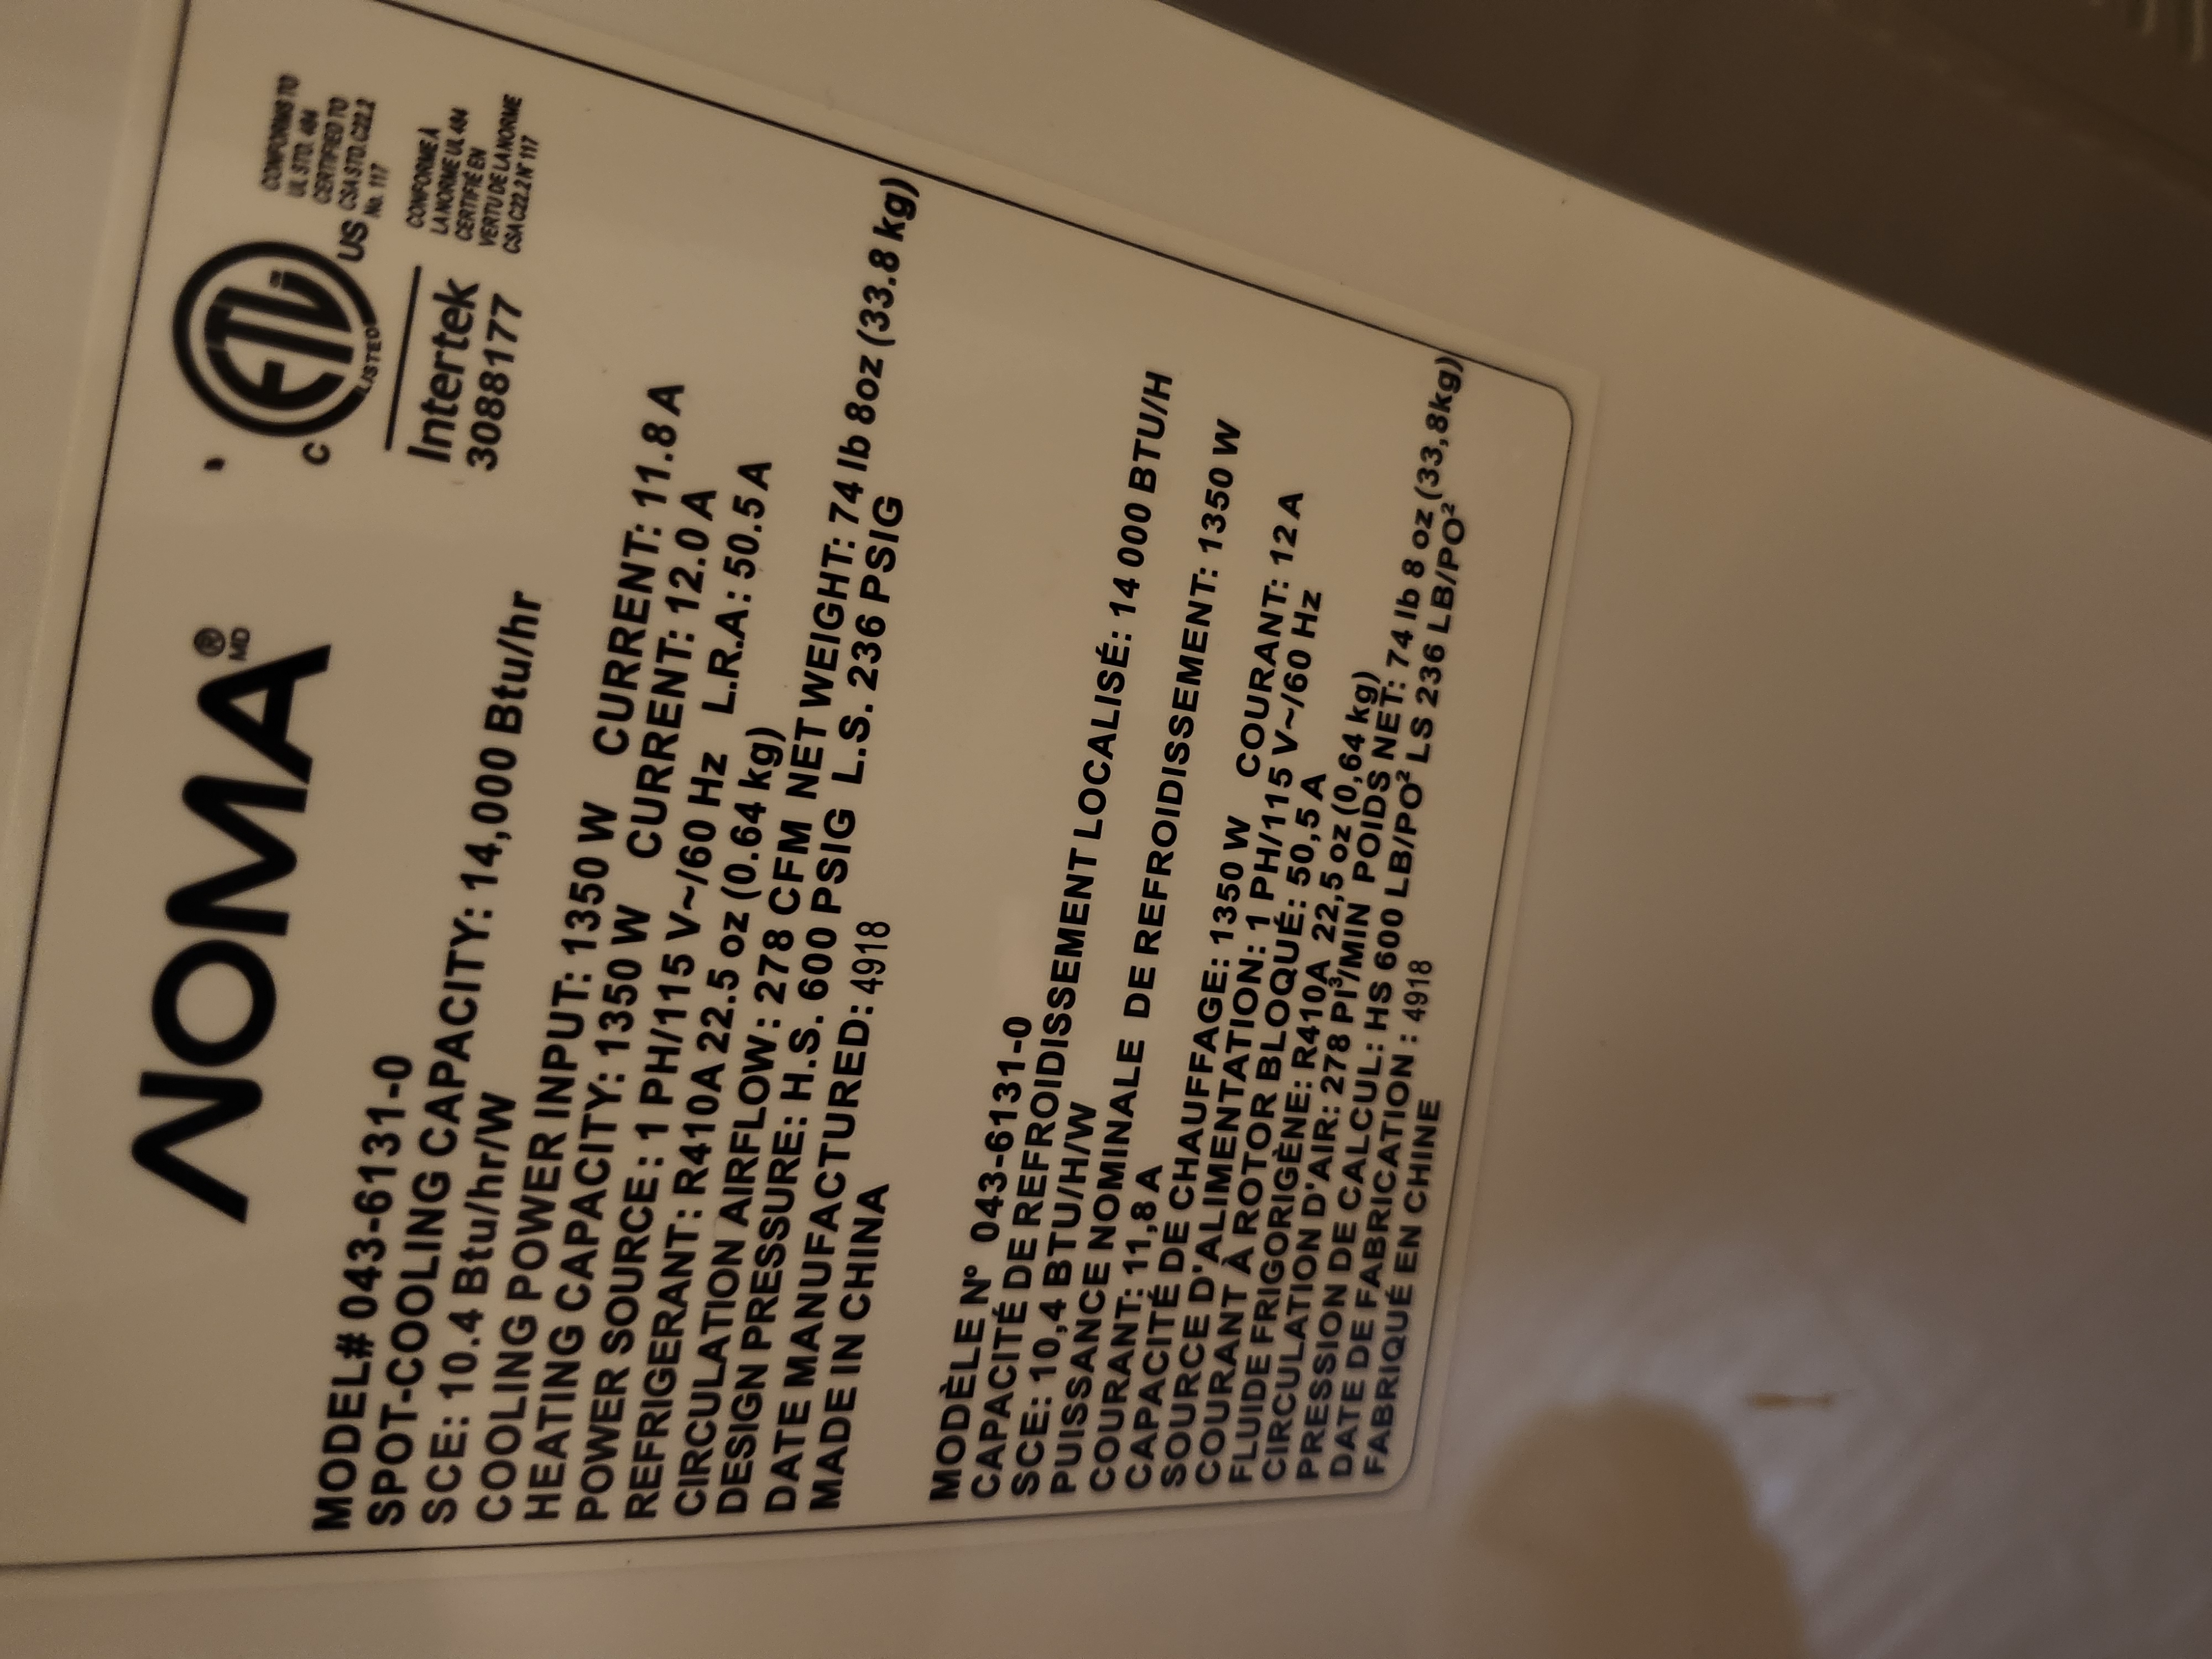 NOMA® MD
C ETL US
LISTED
Intertek
3088177
CONFORMS TO
UL STD. 484
CERTIFIED TO
CSA STD. C22.2
No. 117
CONFORME À
LA NORME UL 484
CERTIFIÉ EN
VERTU DE LA NORME
CSA C22.2 N° 117
MODEL# 043-6131-0
SPOT-COOLING CAPACITY: 14,000 Btu/hr
SCE: 10.4 Btu/hr/W
COOLING POWER INPUT: 1350 W CURRENT: 11.8 A
HEATING CAPACITY: 1350 W CURRENT: 12.0 A
POWER SOURCE: 1 PH/115 V~/60 Hz L.R.A: 50.5 A
REFRIGERANT: R410A 22.5 oz (0.64 kg)
CIRCULATION AIRFLOW: 278 CFM NET WEIGHT: 74 lb 8oz (33.8 kg)
DESIGN PRESSURE: H.S. 600 PSIG L.S. 236 PSIG
DATE MANUFACTURED: 4918
MADE IN CHINA
MODÈLE N° 043-6131-0
CAPACITÉ DE REFROIDISSEMENT LOCALISÉ: 14 000 BTU/H
SCE: 10,4 BTU/H/W
PUISSANCE NOMINALE DE REFROIDISSEMENT: 1350 W
COURANT: 11,8 A
CAPACITÉ DE CHAUFFAGE: 1350 W COURANT: 12 A
SOURCE D'ALIMENTATION: 1 PH/115 V~/60 Hz
COURANT À ROTOR BLOQUÉ: 50,5 A
FLUIDE FRIGORIGÈNE: R410A 22,5 oz (0,64 kg)
CIRCULATION D'AIR: 278 PI³/MIN POIDS NET: 74 lb 8 oz (33,8kg)
PRESSION DE CALCUL: HS 600 LB/PO² LS 236 LB/PO²
DATE DE FABRICATION : 4918
FABRIQUÉ EN CHINE